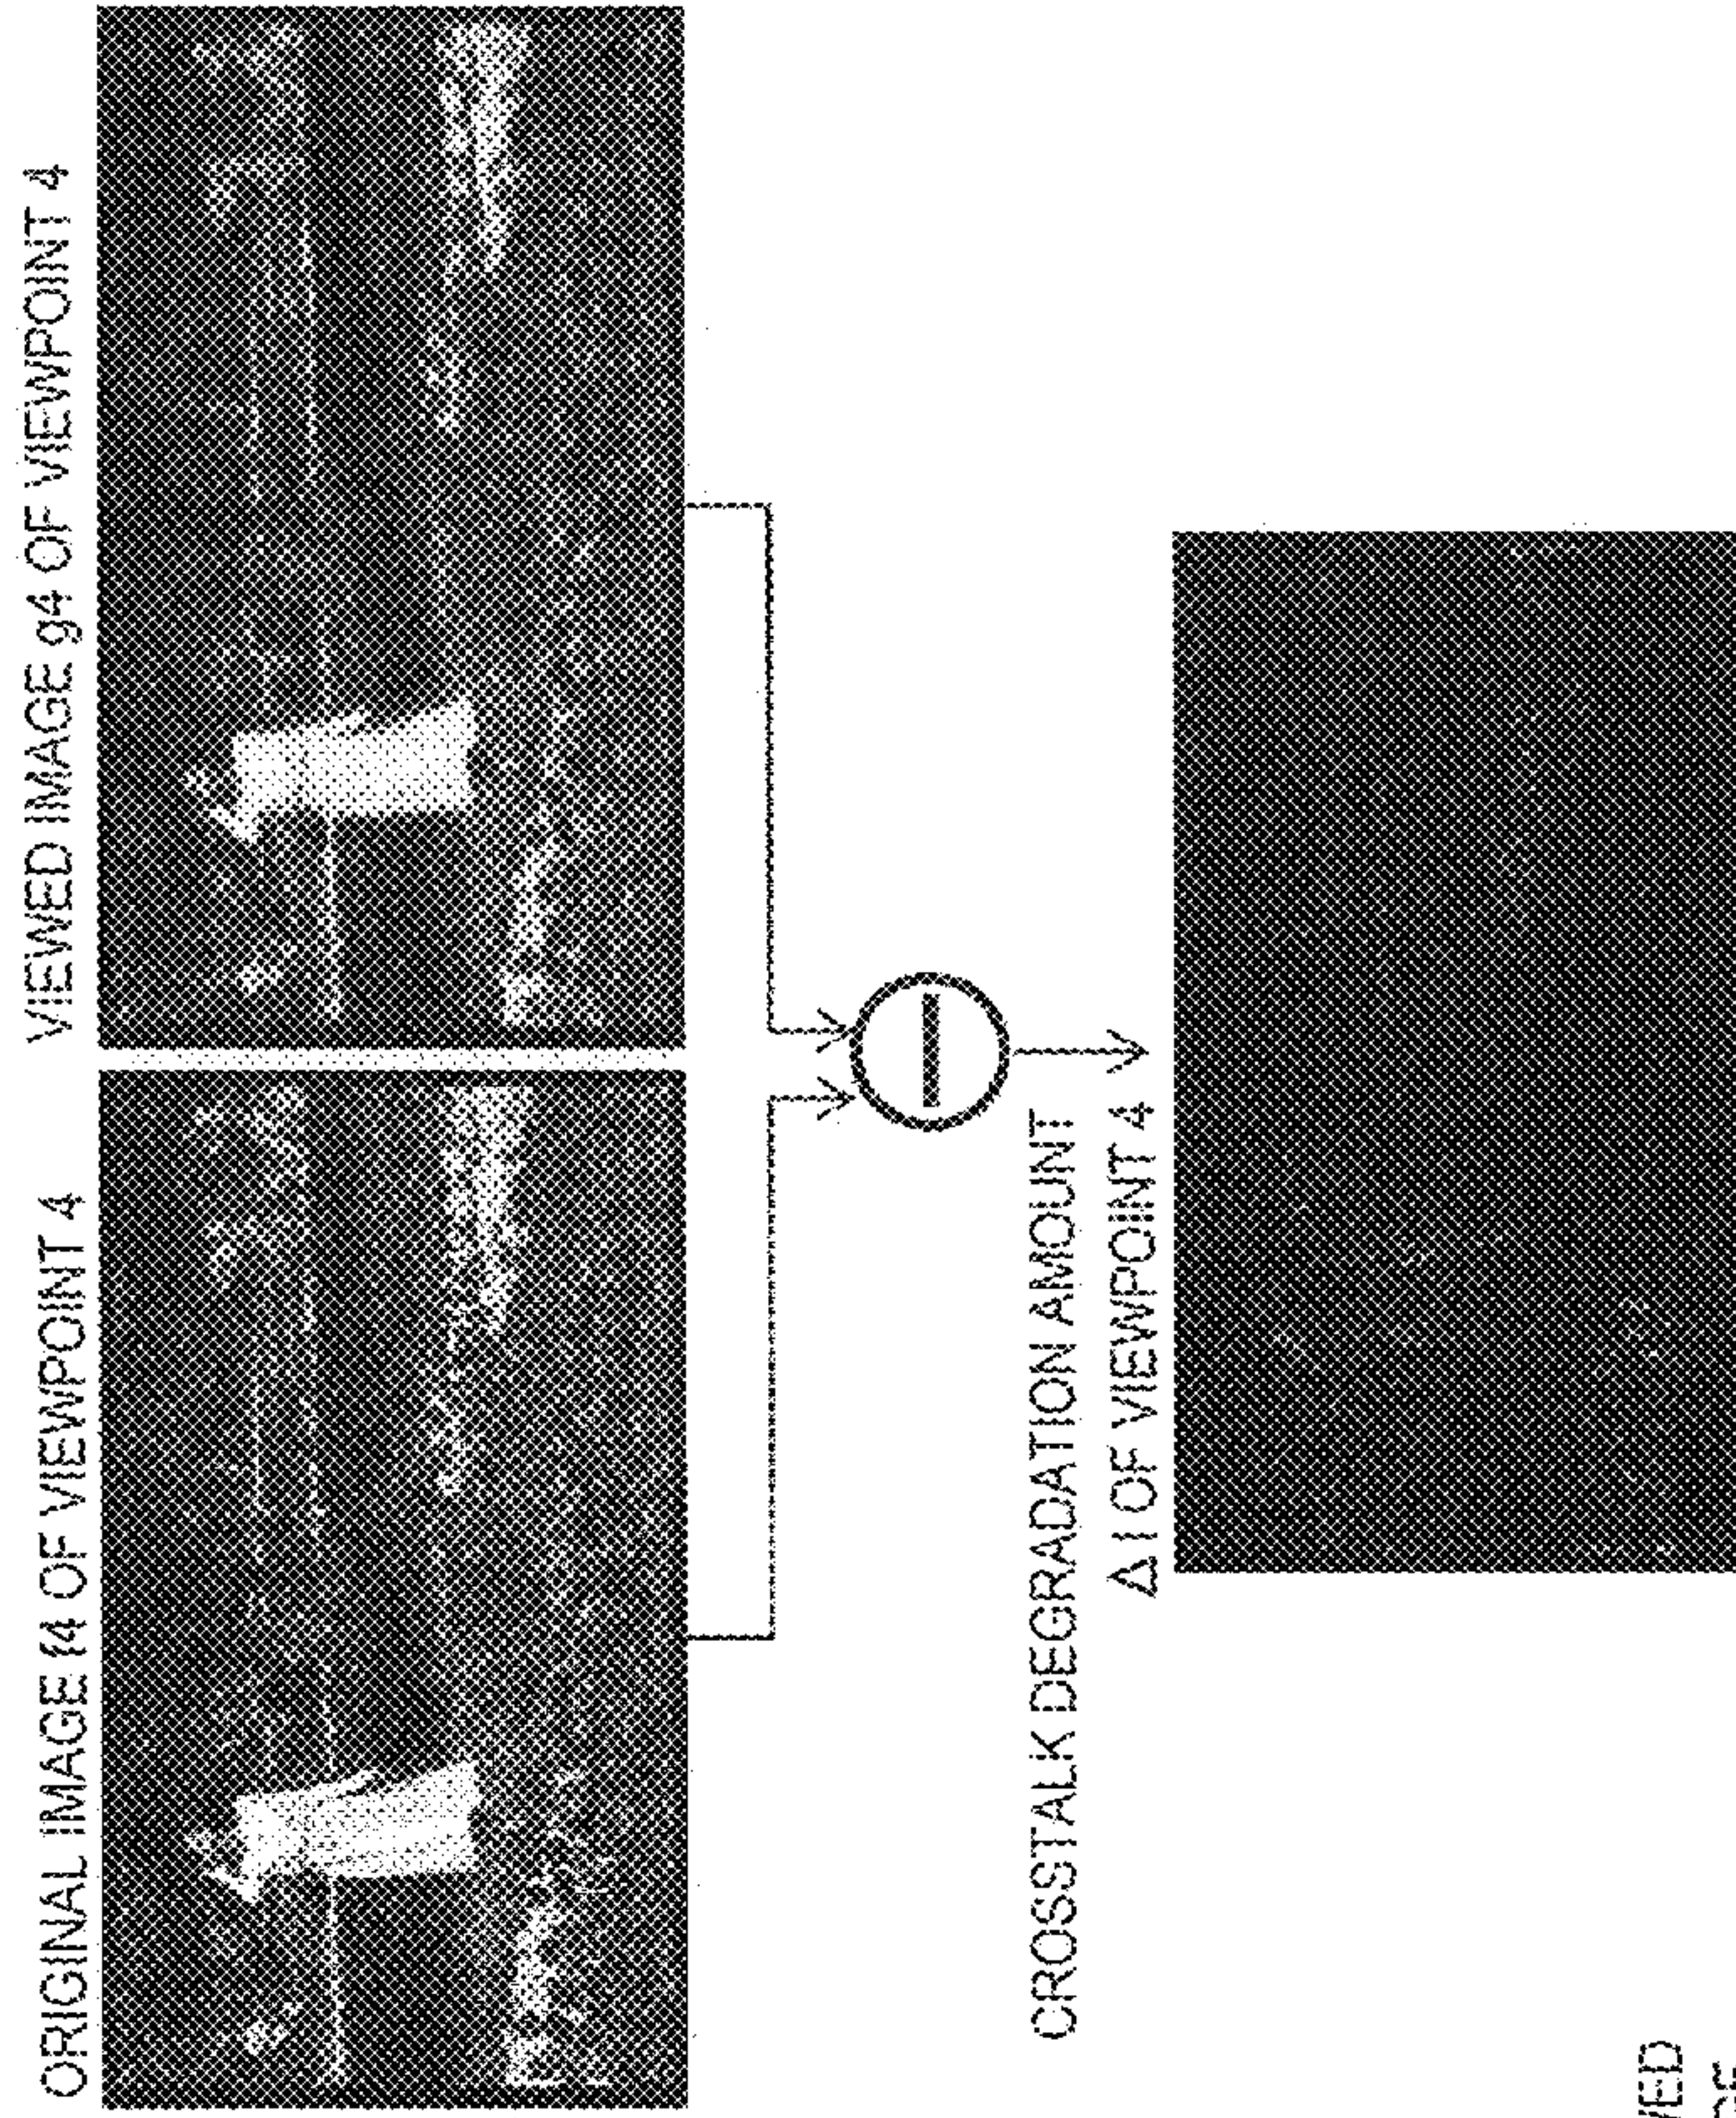 ORIGINAL IMAGE f4 OF VIEWPOINT 4
VIEWED IMAGE g4 OF VIEWPOINT 4
CROSSTALK DEGRADATION AMOUNT
Δ I OF VIEWPOINT 4